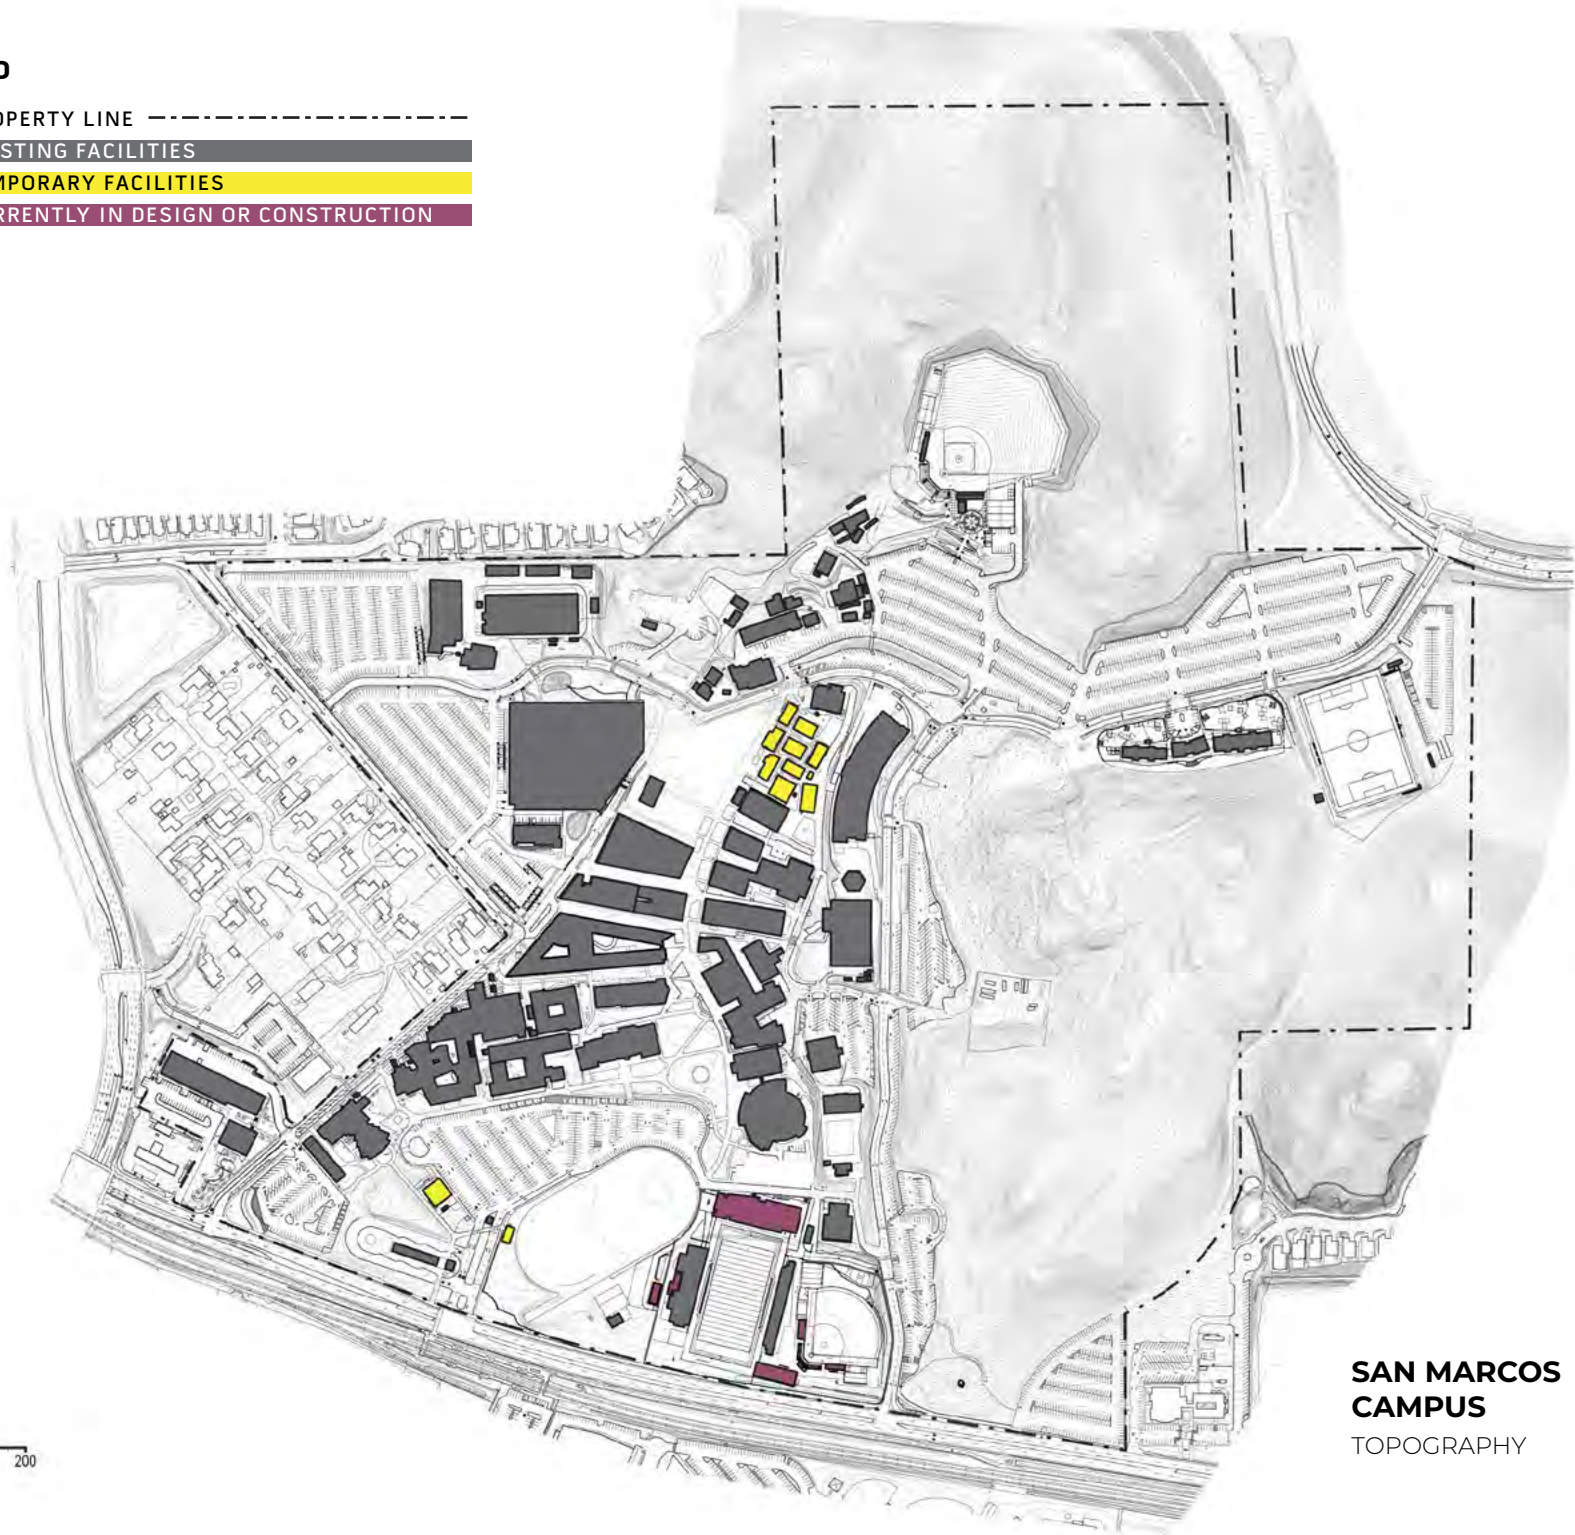 D
OPERTY LINE
STING FACILITIES
MPORARY FACILITIES
RRENTLY IN DESIGN OR CONSTRUCTION
200
SAN MARCOS
CAMPUS
TOPOGRAPHY